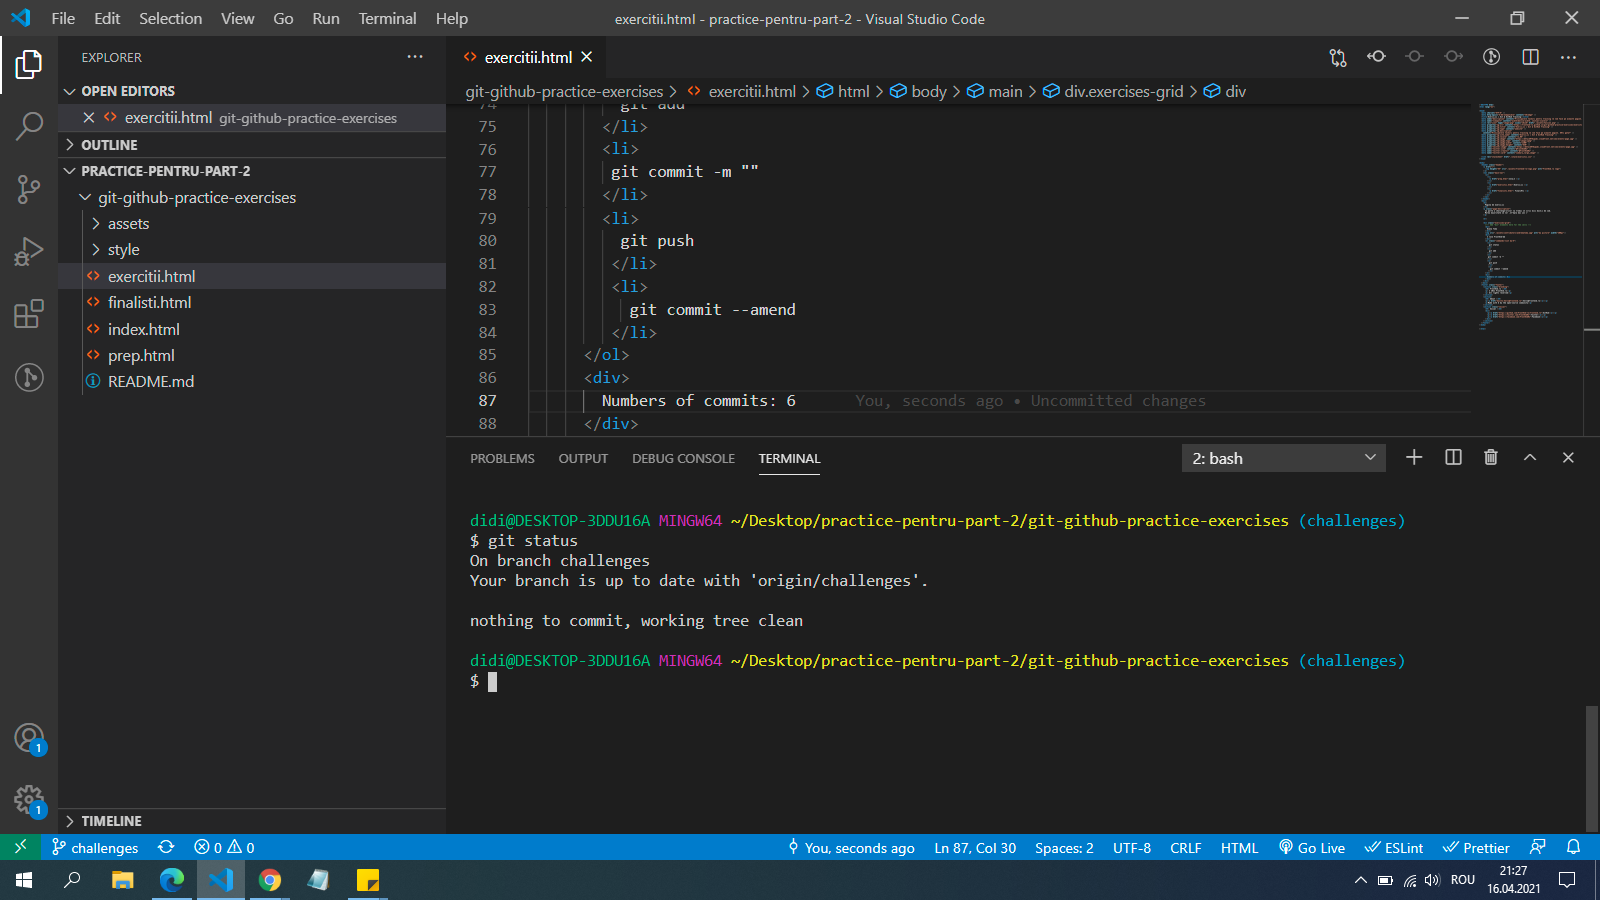 File Edit Selection View Go Run Terminal Help
exercitii.html - practice-pentru-part-2 - Visual Studio Code
EXPLORER
OPEN EDITORS
exercitii.html git-github-practice-exercises
OUTLINE
PRACTICE-PENTRU-PART-2
git-github-practice-exercises
assets
style
exercitii.html
finalisti.html
index.html
prep.html
README.md
TIMELINE
1
1
exercitii.html
git-github-practice-exercises > exercitii.html > html > body > main > div.exercises-grid > div
74 git add
75 </li>
76 <li>
77 git commit -m ""
78 </li>
79 <li>
80 git push
81 </li>
82 <li>
83 git commit --amend
84 </li>
85 </ol>
86 <div>
87 Numbers of commits: 6 You, seconds ago • Uncommitted changes
88 </div>
PROBLEMS OUTPUT DEBUG CONSOLE TERMINAL
2: bash
didi@DESKTOP-3DDU16A MINGW64 ~/Desktop/practice-pentru-part-2/git-github-practice-exercises (challenges)
$ git status
On branch challenges
Your branch is up to date with 'origin/challenges'.
nothing to commit, working tree clean
didi@DESKTOP-3DDU16A MINGW64 ~/Desktop/practice-pentru-part-2/git-github-practice-exercises (challenges)
$
challenges 0 0 You, seconds ago Ln 87, Col 30 Spaces: 2 UTF-8 CRLF HTML Go Live ESLint Prettier
ROU
21:27
16.04.2021